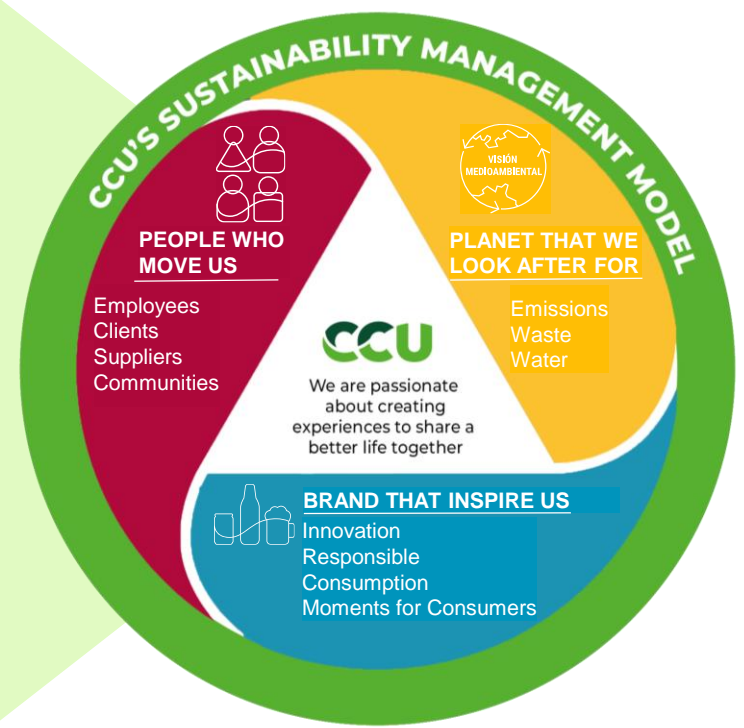 CCU'S SUSTAINABILITY MANAGEMENT MODEL
PEOPLE WHO
MOVE US
Employees
Clients
Suppliers
Communities
VISIÓN
MEDIOAMBIENTAL
PLANET THAT WE
LOOK AFTER FOR
Emissions
Waste
Water
CCU
We are passionate
about creating
experiences to share a
better life together
BRAND THAT INSPIRE US
Innovation
Responsible
Consumption
Moments for Consumers